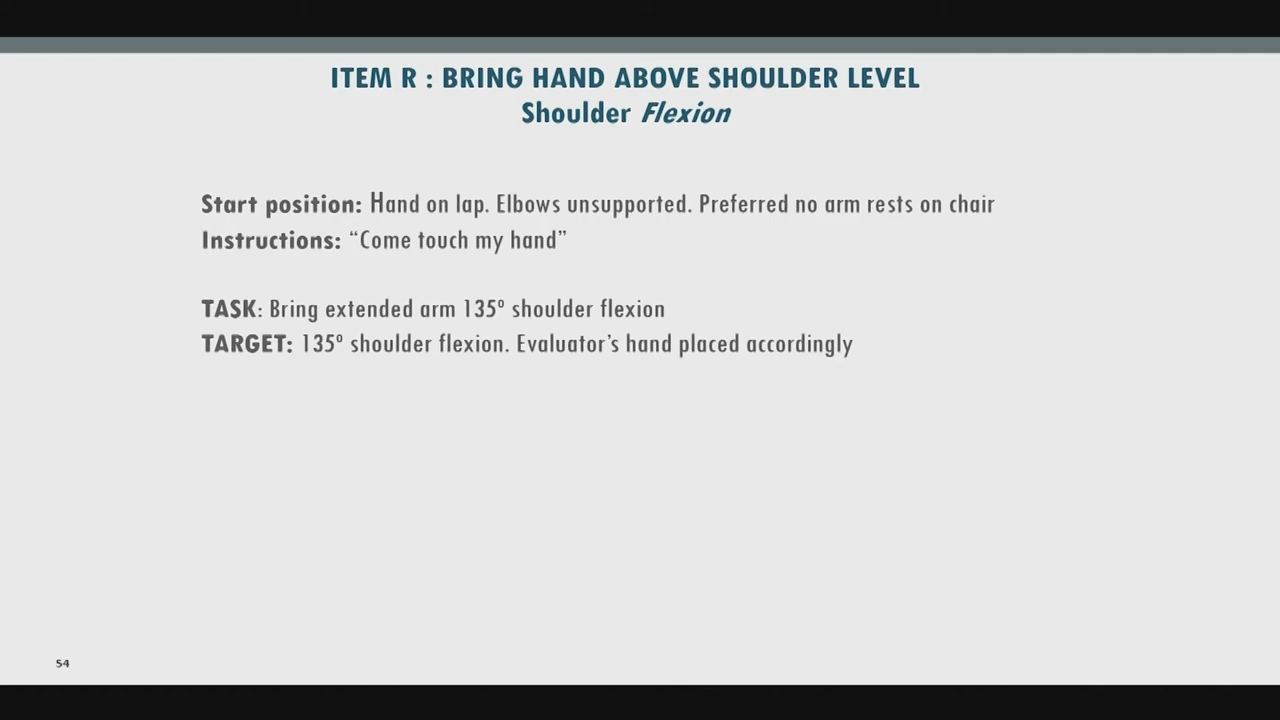 ITEM R : BRING HAND ABOVE SHOULDER LEVEL
Shoulder Flexion
Start position: Hand on lap. Elbows unsupported. Preferred no arm rests on chair
Instructions: “Come touch my hand”
TASK: Bring extended arm 135º shoulder flexion
TARGET: 135º shoulder flexion. Evaluator’s hand placed accordingly
54